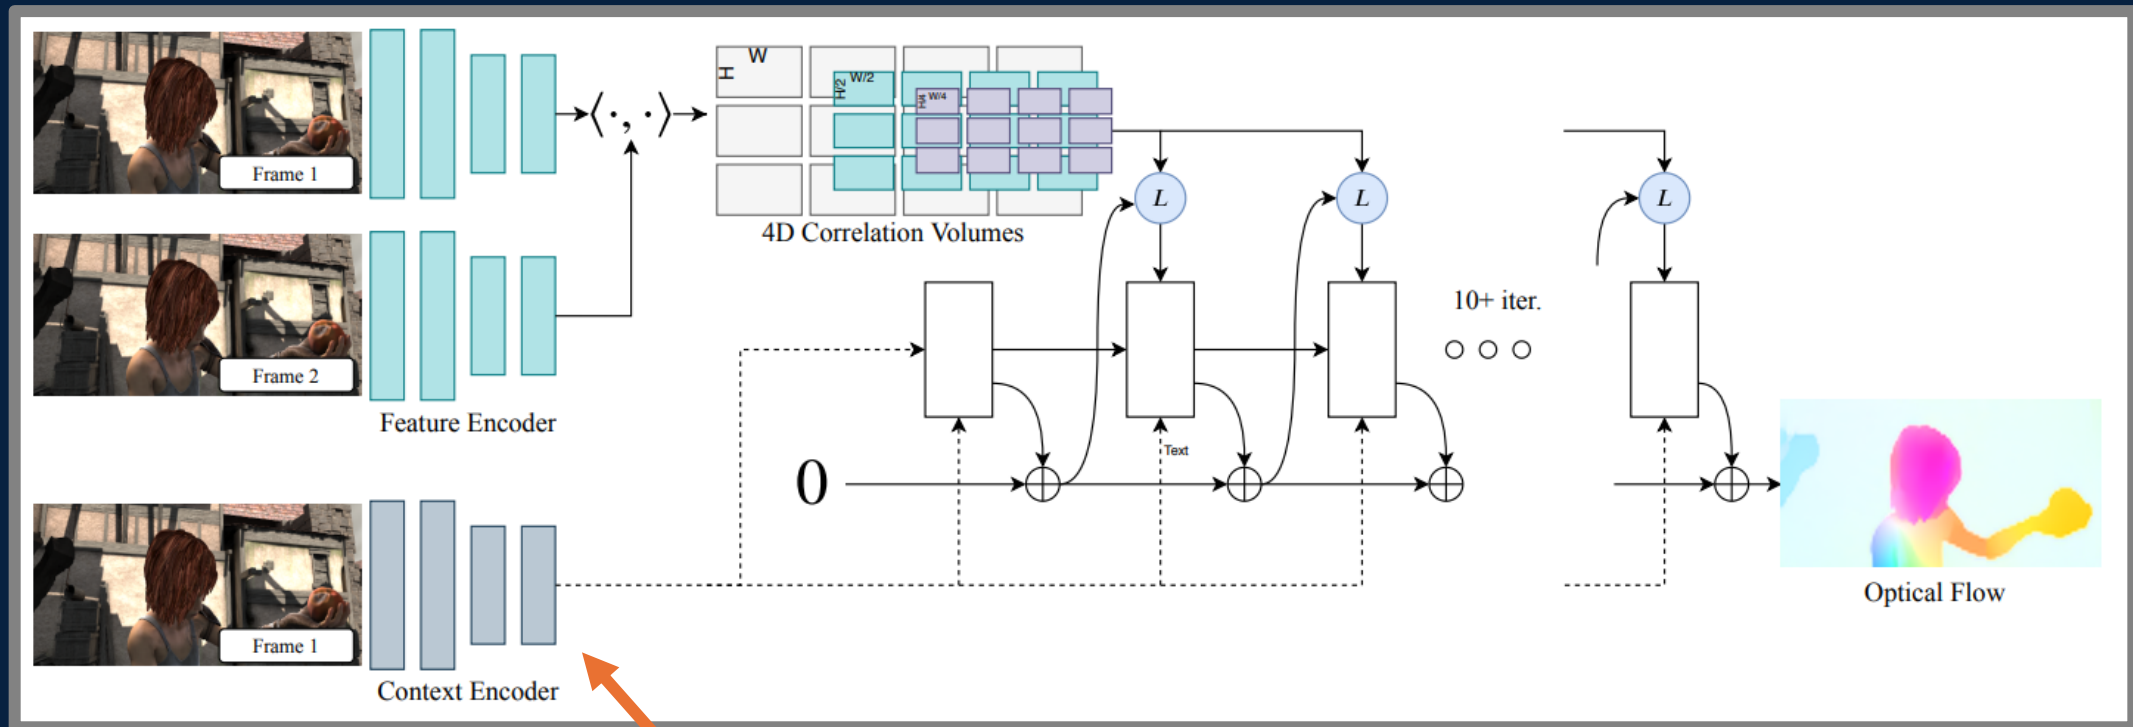 Frame 1
Frame 2
Feature Encoder
Frame 1
Context Encoder
⟨·,·⟩
H
W
H/2
W/2
H/4
W/4
4D Correlation Volumes
L
L
L
10+ iter.
Text
0
Optical Flow